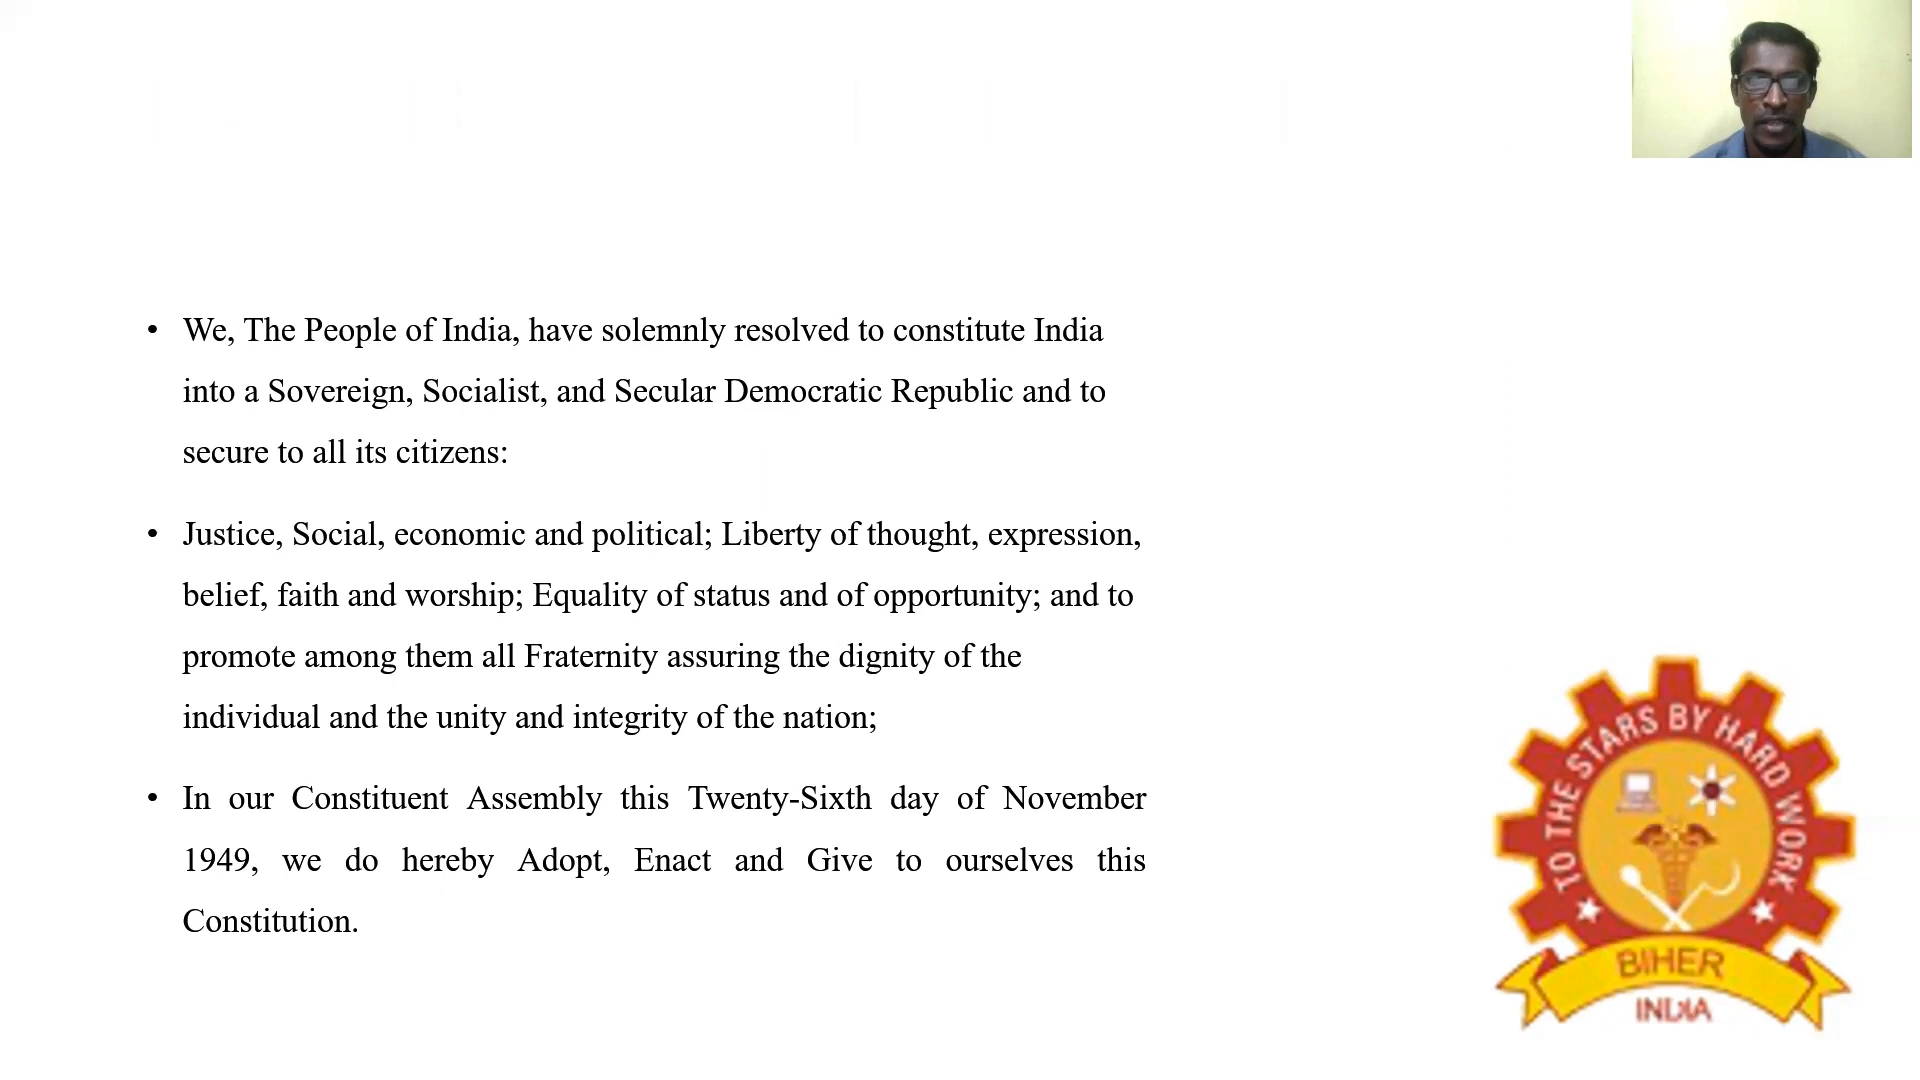 • We, The People of India, have solemnly resolved to constitute India
into a Sovereign, Socialist, and Secular Democratic Republic and to
secure to all its citizens:
• Justice, Social, economic and political; Liberty of thought, expression,
belief, faith and worship; Equality of status and of opportunity; and to
promote among them all Fraternity assuring the dignity of the
individual and the unity and integrity of the nation;
• In our Constituent Assembly this Twenty-Sixth day of November
1949, we do hereby Adopt, Enact and Give to ourselves this
Constitution.
TO THE STARS BY HARD WORK
BIHER
INDIA